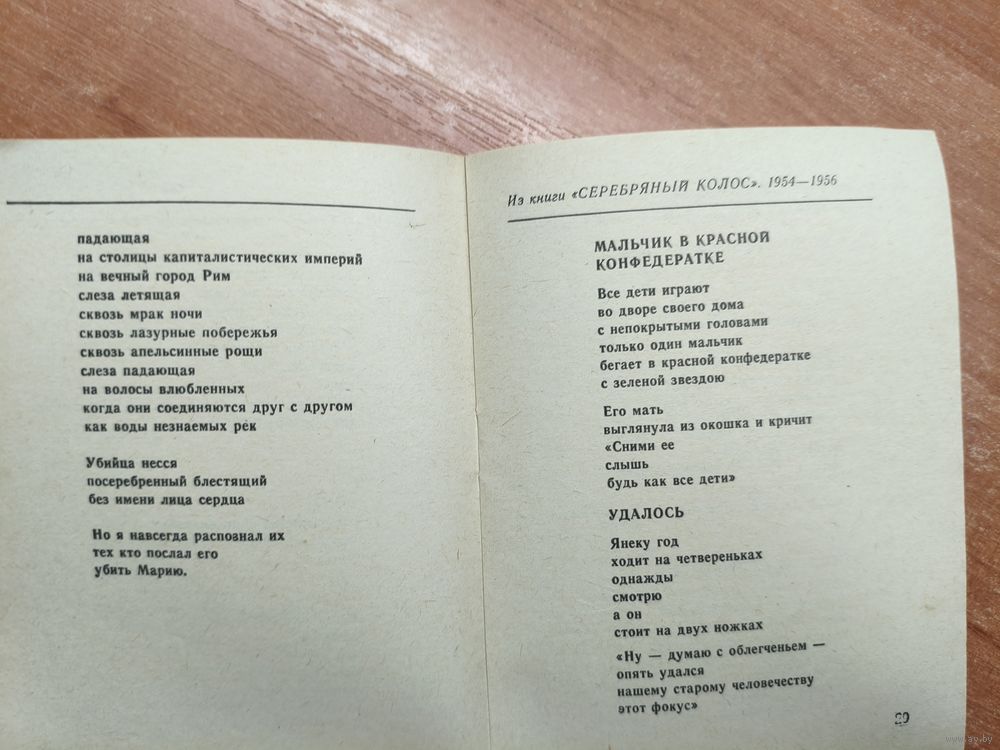 падающая
на столицы капиталистических империй
на вечный город Рим
слеза летящая
сквозь мрак ночи
сквозь лазурные побережья
сквозь апельсинные рощи
слеза падающая
на волосы влюбленных
когда они соединяются друг с другом
как воды незнаемых рек
Убийца несся
посеребренный блестящий
без имени лица сердца
Но я навсегда распознал их
тех кто послал его
убить Марию.
Из книги «СЕРЕБРЯНЫЙ КОЛОС». 1954—1956
МАЛЬЧИК В КРАСНОЙ
КОНФЕДЕРАТКЕ
Все дети играют
во дворе своего дома
с непокрытыми головами
только один мальчик
бегает в красной конфедератке
с зеленой звездою
Его мать
выглянула из окошка и кричит
«Сними ее
слышь
будь как все дети»
УДАЛОСЬ
Янеку год
ходит на четвереньках
однажды
смотрю
а он
стоит на двух ножках
«Ну — думаю с облегченьем —
опять удался
нашему старому человечеству
этот фокус»
29
www.ay.by